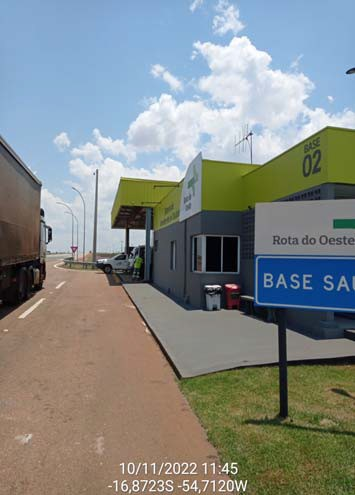 BASE
02
Rota do Oeste
BASE SAU
10/11/2022 11:45
-16,8723S -54,7120W